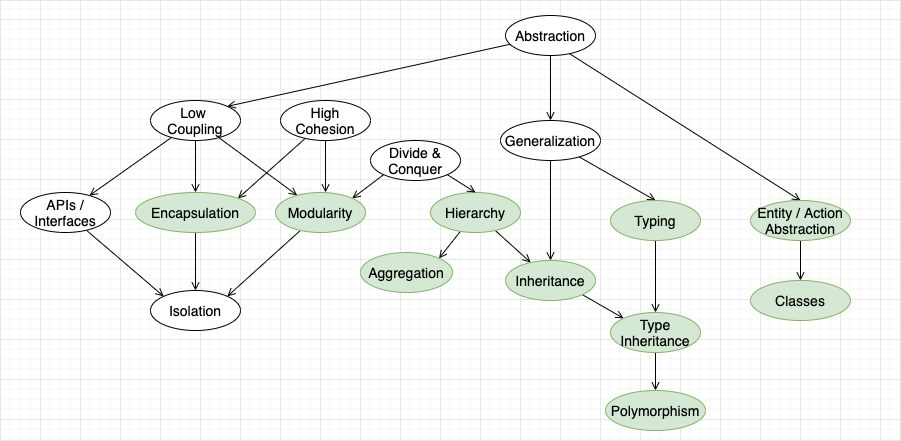 Abstraction
Low
Coupling
High
Cohesion
Divide &
Conquer
Generalization
APIs /
Interfaces
Encapsulation
Modularity
Hierarchy
Typing
Entity / Action
Abstraction
Aggregation
Inheritance
Classes
Isolation
Type
Inheritance
Polymorphism